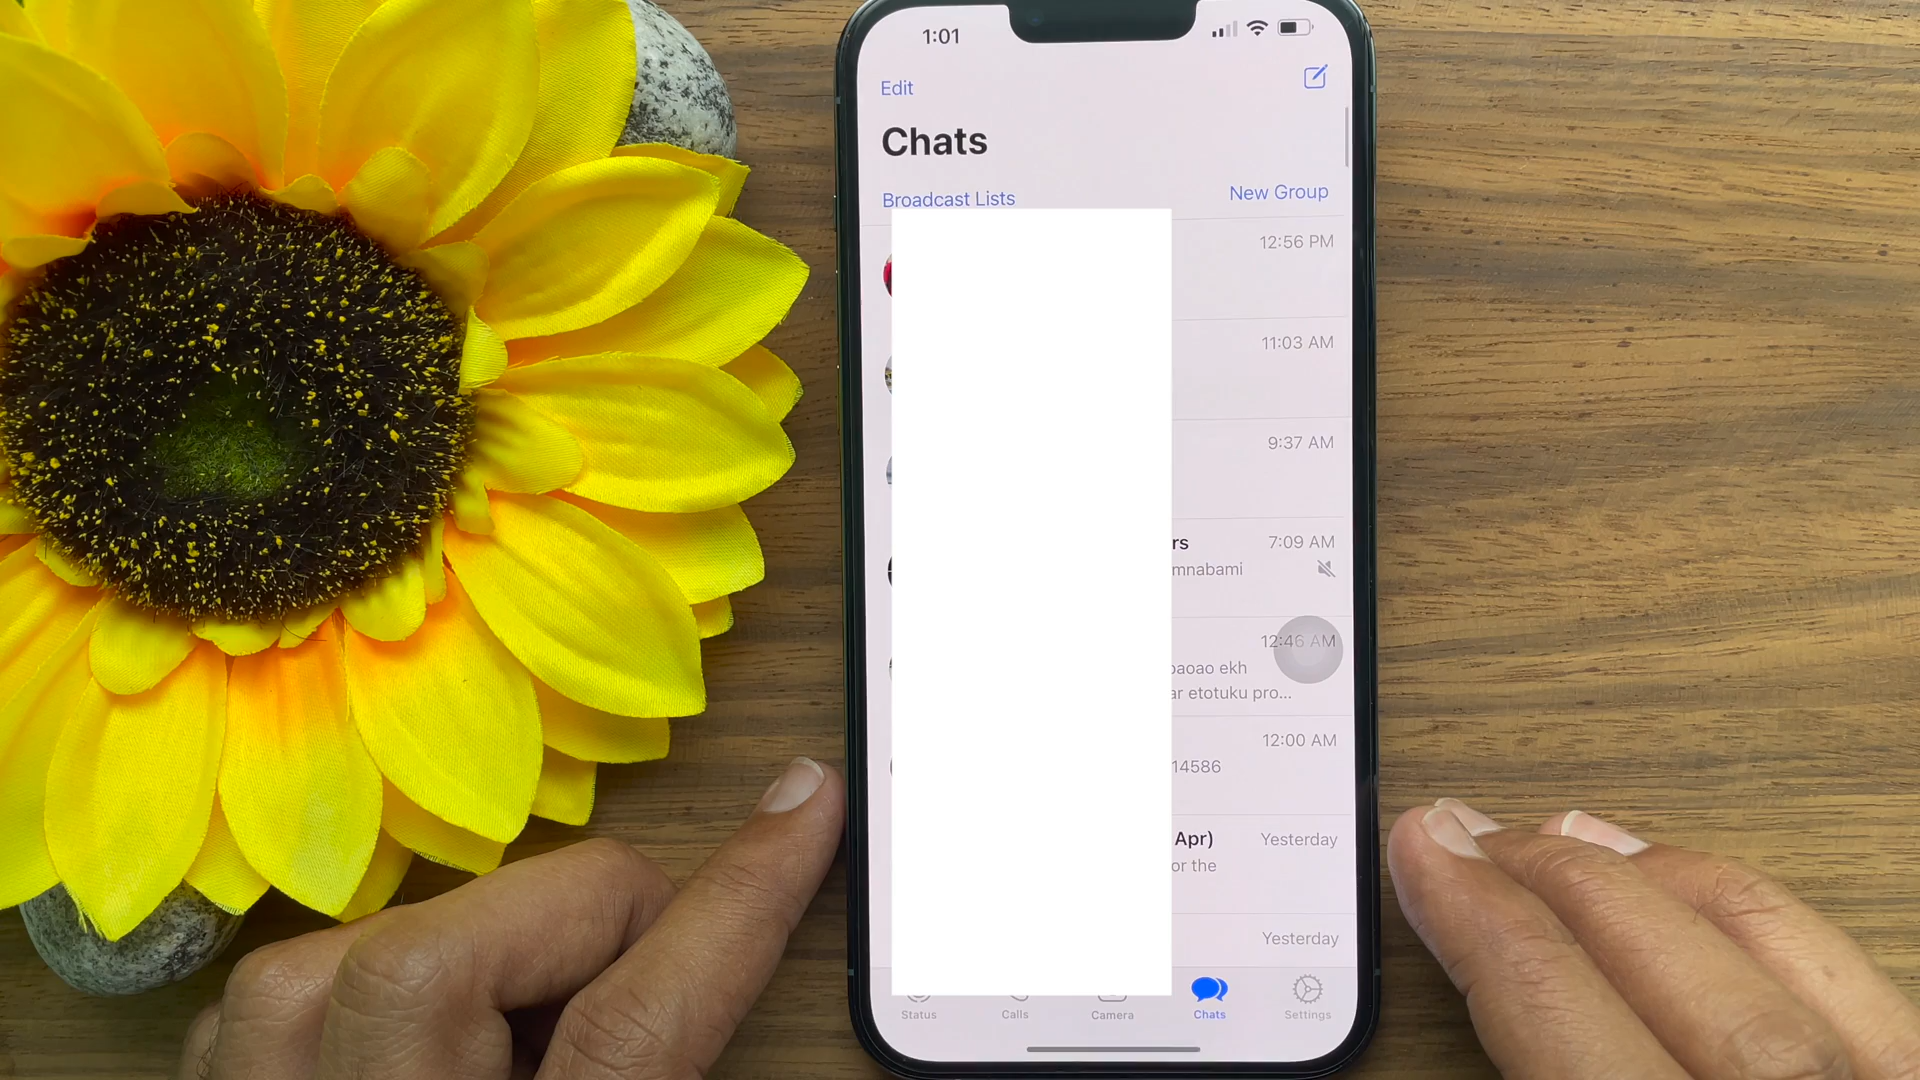 1:01
Edit
Chats
Broadcast Lists
New Group
12:56 PM
11:03 AM
9:37 AM
rs
7:09 AM
mnabami
12:46 AM
ekh
ar etotuku pro...
12:00 AM
14586
Apr)
Yesterday
or the
Yesterday
Status
Calls
Camera
Chats
Settings